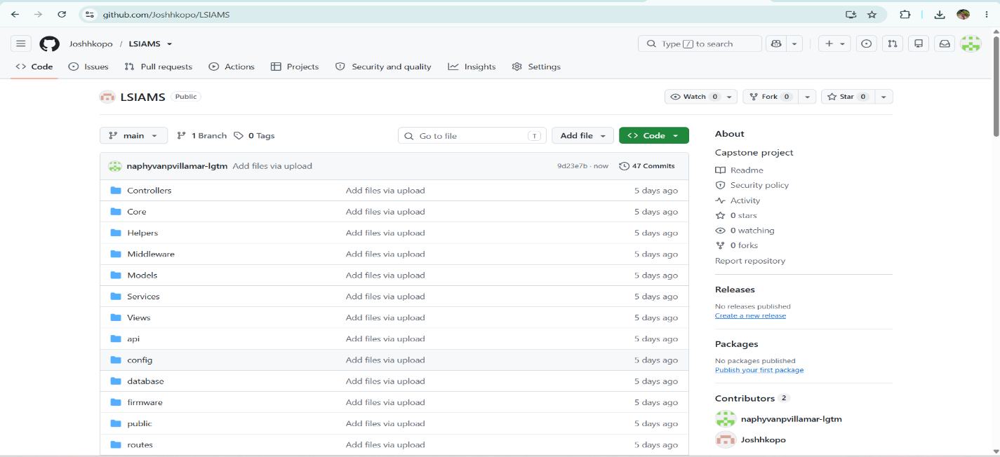 github.com/Joshhkopo/LSIAMS
Joshhkopo / LSIAMS
Type / to search
Code Issues Pull requests Actions Projects Security and quality Insights Settings
LSIAMS Public
Watch 0 Fork 0 Star 0
main 1 Branch 0 Tags Go to file T Add file Code
naphyvanpvillamar-lgtm Add files via upload 9d23e7b · now 47 Commits
Controllers Add files via upload 5 days ago
Core Add files via upload 5 days ago
Helpers Add files via upload 5 days ago
Middleware Add files via upload 5 days ago
Models Add files via upload 5 days ago
Services Add files via upload 5 days ago
Views Add files via upload 5 days ago
api Add files via upload 5 days ago
config Add files via upload 5 days ago
database Add files via upload 5 days ago
firmware Add files via upload 5 days ago
public Add files via upload 5 days ago
routes Add files via upload 5 days ago
About
Capstone project
Readme
Security policy
Activity
0 stars
0 watching
0 forks
Report repository
Releases
No releases published
Create a new release
Packages
No packages published
Publish your first package
Contributors 2
naphyvanpvillamar-lgtm
Joshhkopo